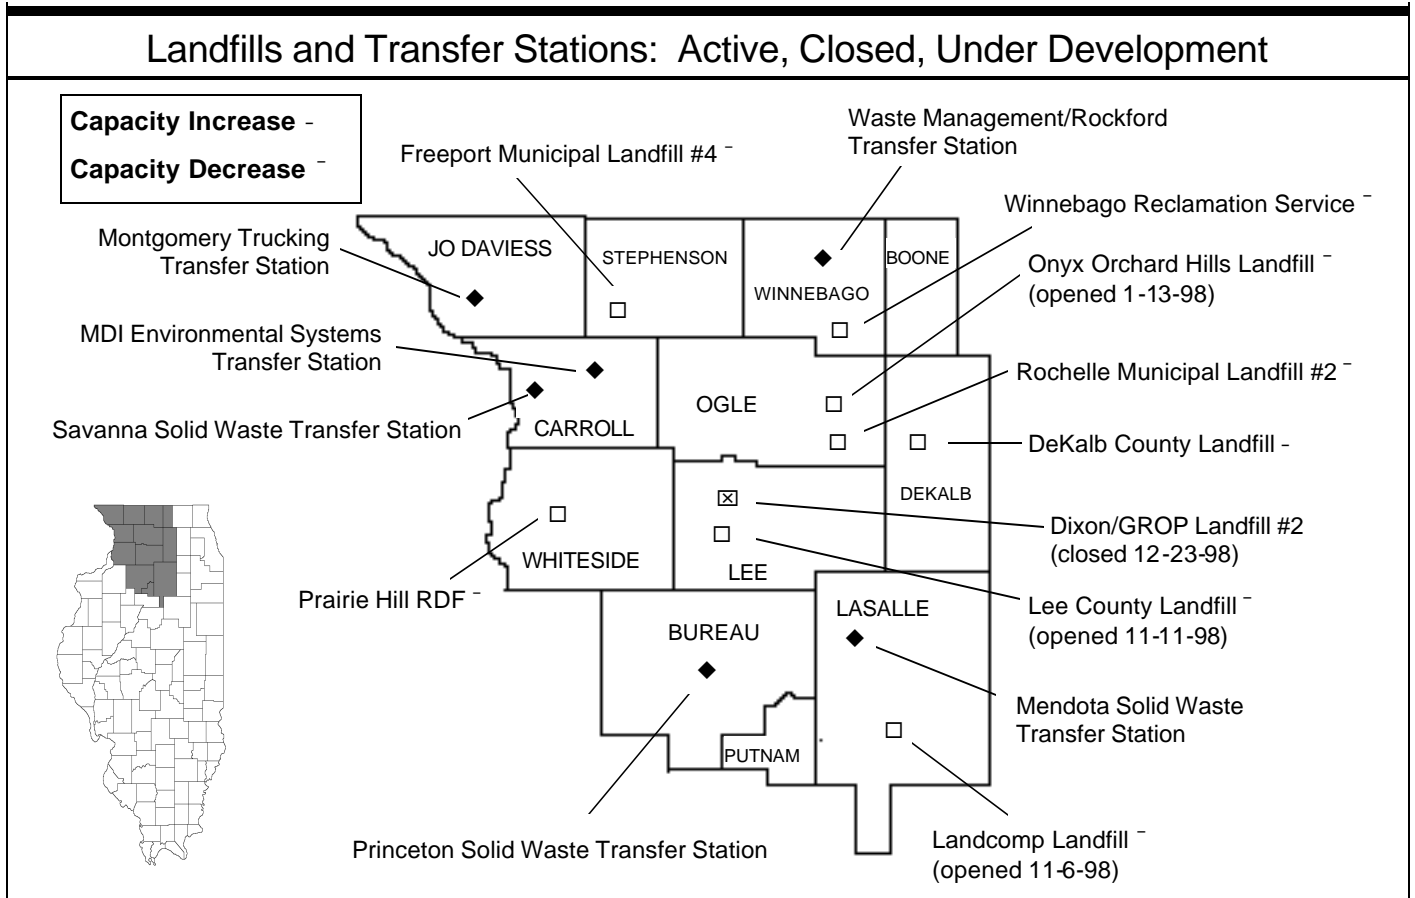 Landfills and Transfer Stations: Active, Closed, Under Development
Capacity Increase -
Capacity Decrease ¯
Freeport Municipal Landfill #4 ¯
Waste Management/Rockford
Transfer Station
Winnebago Reclamation Service ¯
Montgomery Trucking
Transfer Station
JO DAVIESS
STEPHENSON
WINNEBAGO
BOONE
Onyx Orchard Hills Landfill ¯
(opened 1-13-98)
MDI Environmental Systems
Transfer Station
Rochelle Municipal Landfill #2 ¯
Savanna Solid Waste Transfer Station
CARROLL
OGLE
DeKalb County Landfill -
DEKALB
Dixon/GROP Landfill #2
(closed 12-23-98)
WHITESIDE
LEE
Prairie Hill RDF ¯
Lee County Landfill ¯
(opened 11-11-98)
BUREAU
LASALLE
Mendota Solid Waste
Transfer Station
PUTNAM
Princeton Solid Waste Transfer Station
Landcomp Landfill ¯
(opened 11-6-98)